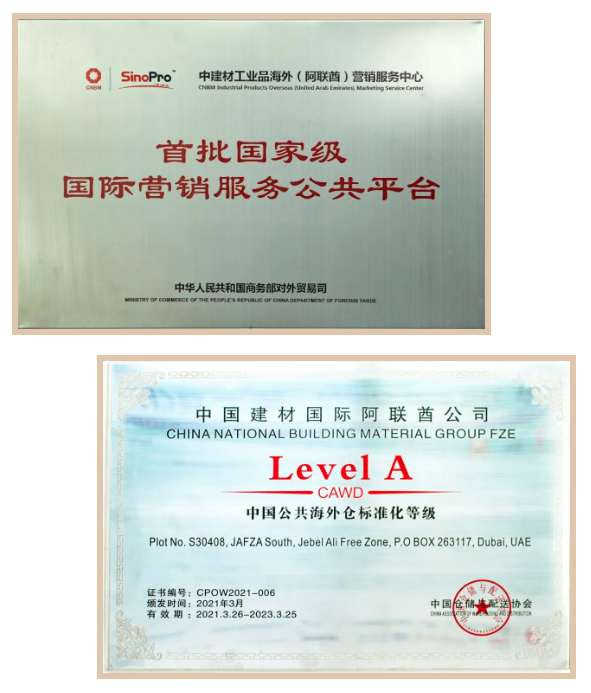 CNBM
SinoPro™
中建材工业品海外（阿联酋）营销服务中心
CNBM Industrial Products Overseas (United Arab Emirates) Marketing Service Center
首批国家级
国际营销服务公共平台
中华人民共和国商务部对外贸易司
MINISTRY OF COMMERCE OF THE PEOPLE'S REPUBLIC OF CHINA DEPARTMENT OF FOREIGN TARDE
中国建材国际阿联酋公司
CHINA NATIONAL BUILDING MATERIAL GROUP FZE
Level A
CAWD
中国公共海外仓标准化等级
Plot No. S30408, JAFZA South, Jebel Ali Free Zone, P.O BOX 263117, Dubai, UAE
证书编号: CPOW2021-006
颁发时间: 2021年3月
有效期: 2021.3.26-2023.3.25
中国仓储与配送协会
CHINA ASSOCIATION OF WAREHOUSING AND DISTRIBUTION